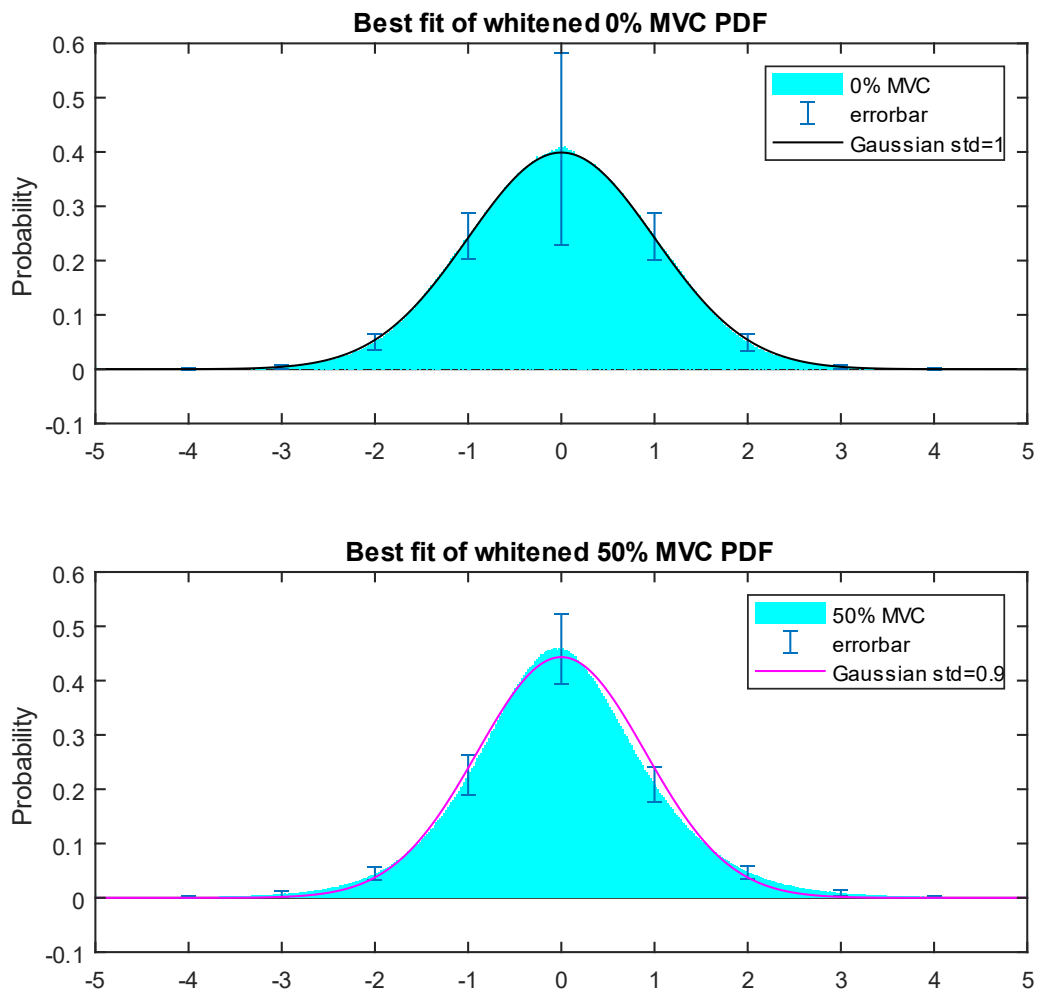 Best fit of whitened 0% MVC PDF
0.6
0.5
0.4
0.3
0.2
0.1
0
-0.1
Probability
0% MVC
errorbar
Gaussian std=1
-5 -4 -3 -2 -1 0 1 2 3 4 5
Best fit of whitened 50% MVC PDF
0.6
0.5
0.4
0.3
0.2
0.1
0
-0.1
Probability
50% MVC
errorbar
Gaussian std=0.9
-5 -4 -3 -2 -1 0 1 2 3 4 5